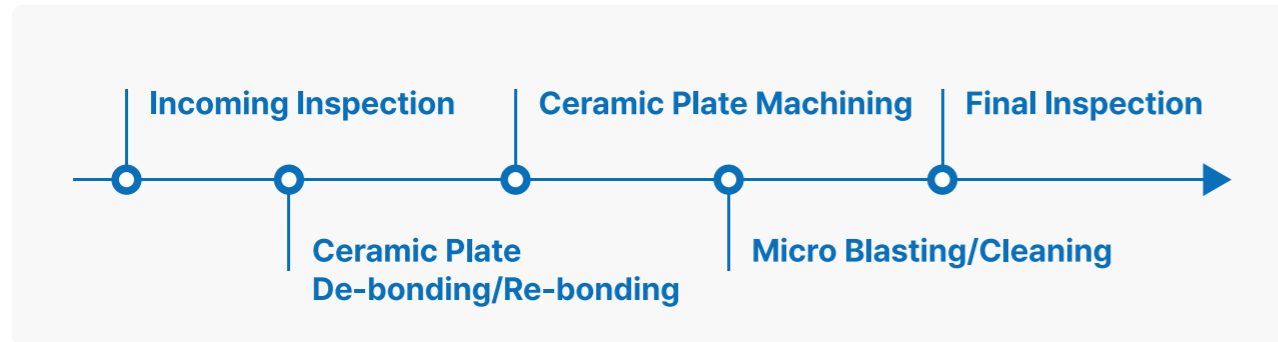 Incoming Inspection
Ceramic Plate
De-bonding/Re-bonding
Ceramic Plate Machining
Micro Blasting/Cleaning
Final Inspection